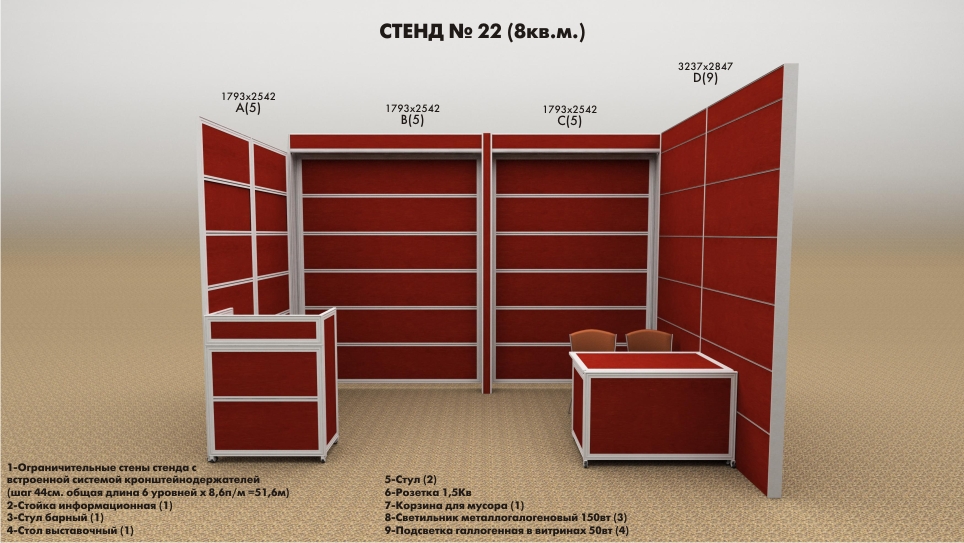 СТЕНД № 22 (8кв.м.)
3237x2847
D(9)
1793x2542
A(5)
1793x2542
B(5)
1793x2542
C(5)
1-Ограничительные стены стенда с
встроенной системой кронштейнодержателей
(шаг 44см. общая длина 6 уровней х 8,6п/м =51,6м)
2-Стойка информационная (1)
3-Стул барный (1)
4-Стол выставочный (1)
5-Стул (2)
6-Розетка 1,5Кв
7-Корзина для мусора (1)
8-Светильник металлогалогеновый 150вт (3)
9-Подсветка галлогенная в витринах 50вт (4)